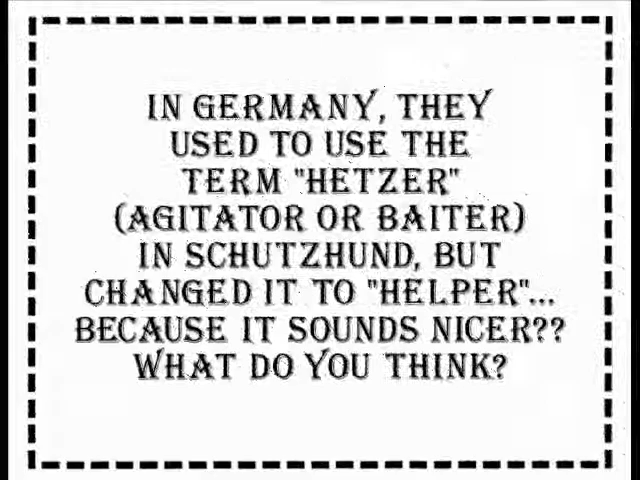 IN GERMANY, THEY
USED TO USE THE
TERM "HETZER"
(AGITATOR OR BAITER)
IN SCHUTZHUND, BUT
CHANGED IT TO "HELPER"...
BECAUSE IT SOUNDS NICER??
WHAT DO YOU THINK?